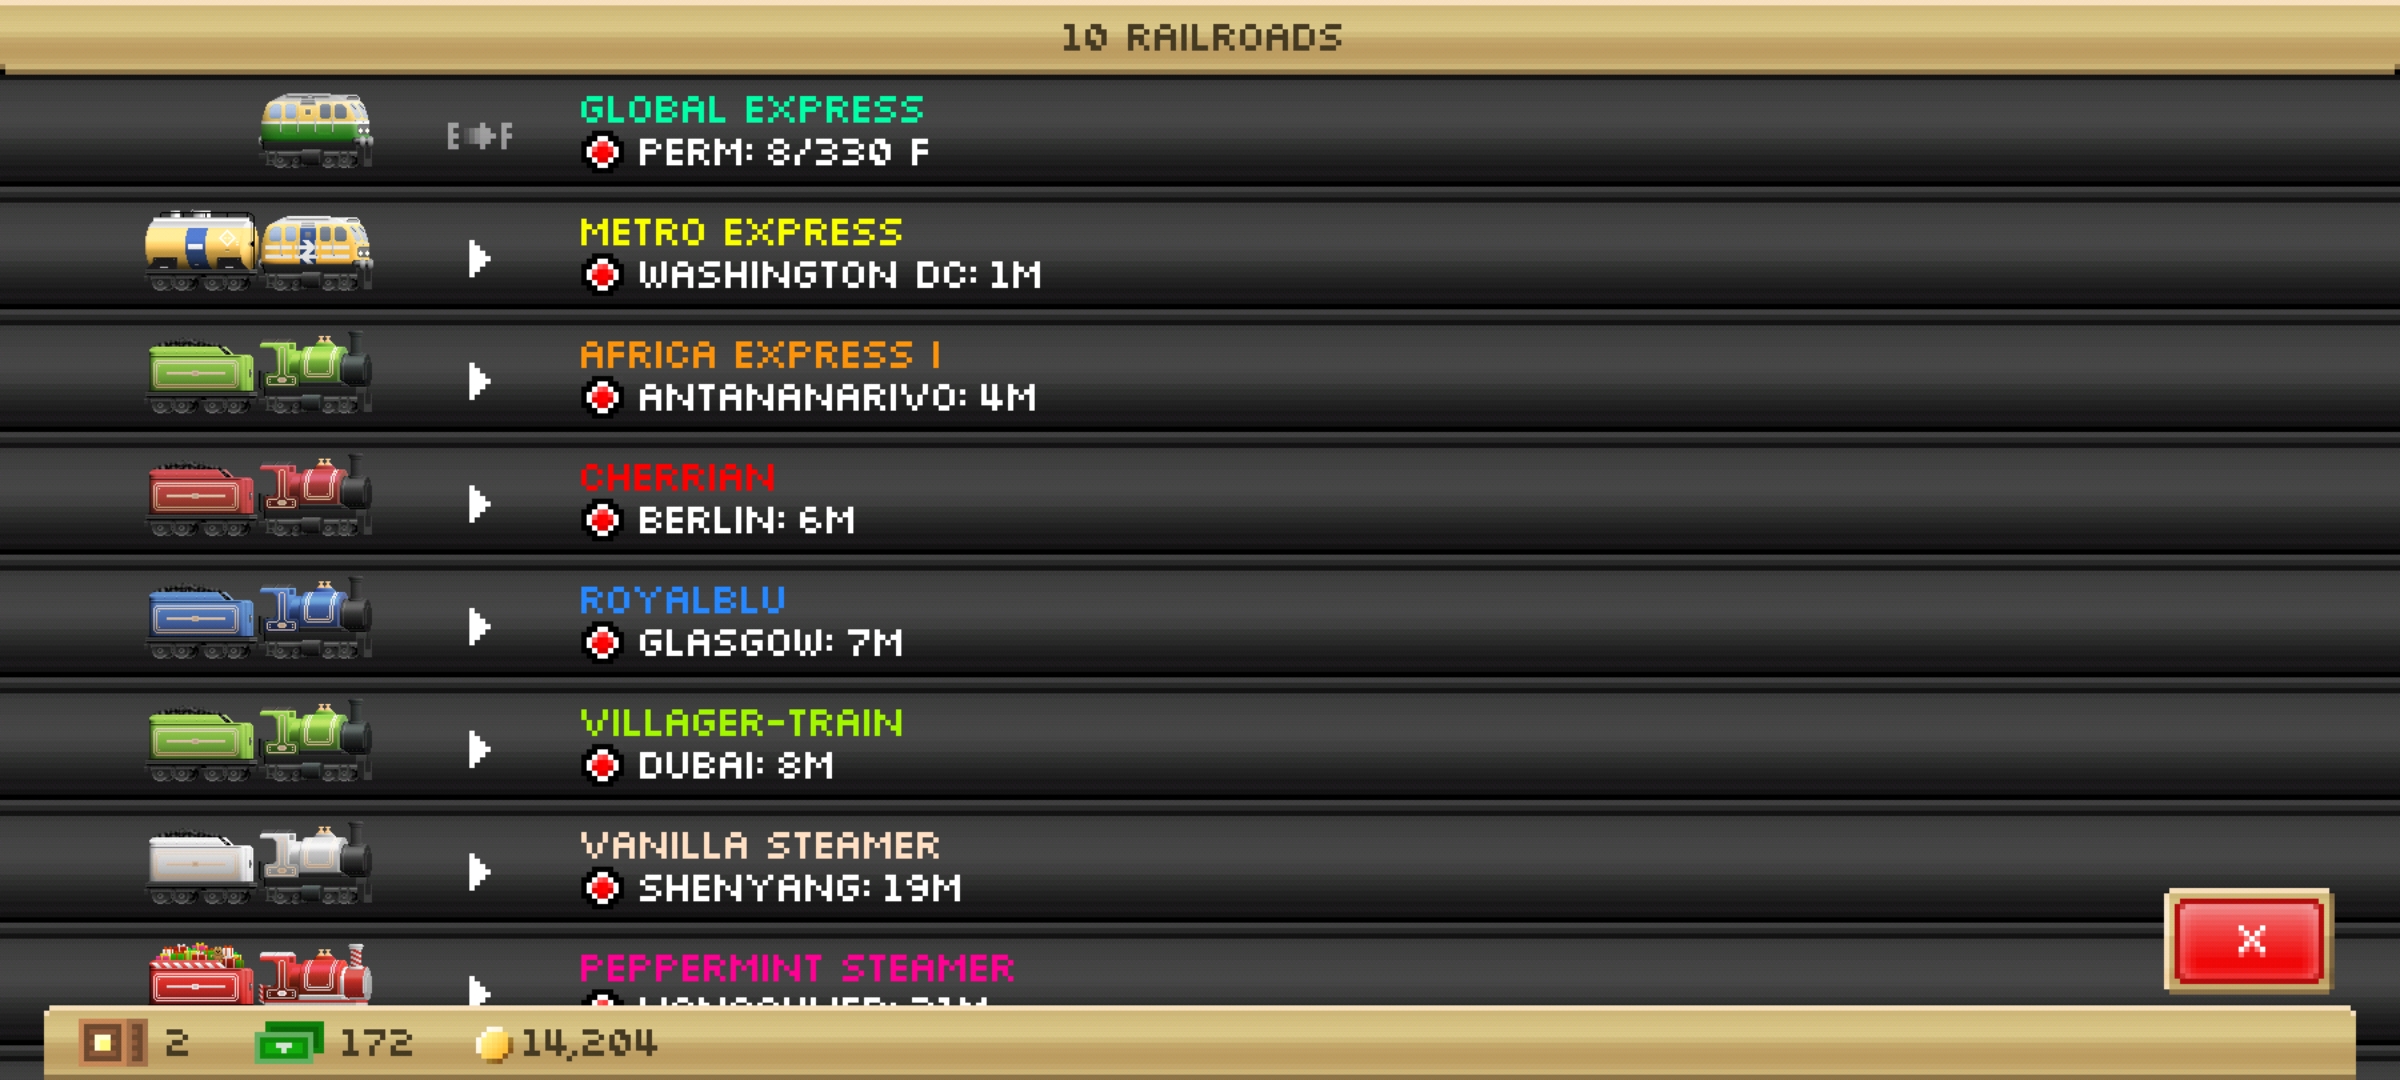 10 RAILROADS
E F
GLOBAL EXPRESS
PERM: 8/330 F
METRO EXPRESS
WASHINGTON DC: 1M
AFRICA EXPRESS I
ANTANANARIVO: 4M
CHERRIAN
BERLIN: 6M
ROYALBLU
GLASGOW: 7M
VILLAGER-TRAIN
DUBAI: 8M
VANILLA STEAMER
SHENYANG: 19M
PEPPERMINT STEAMER
X
2 172 14,204